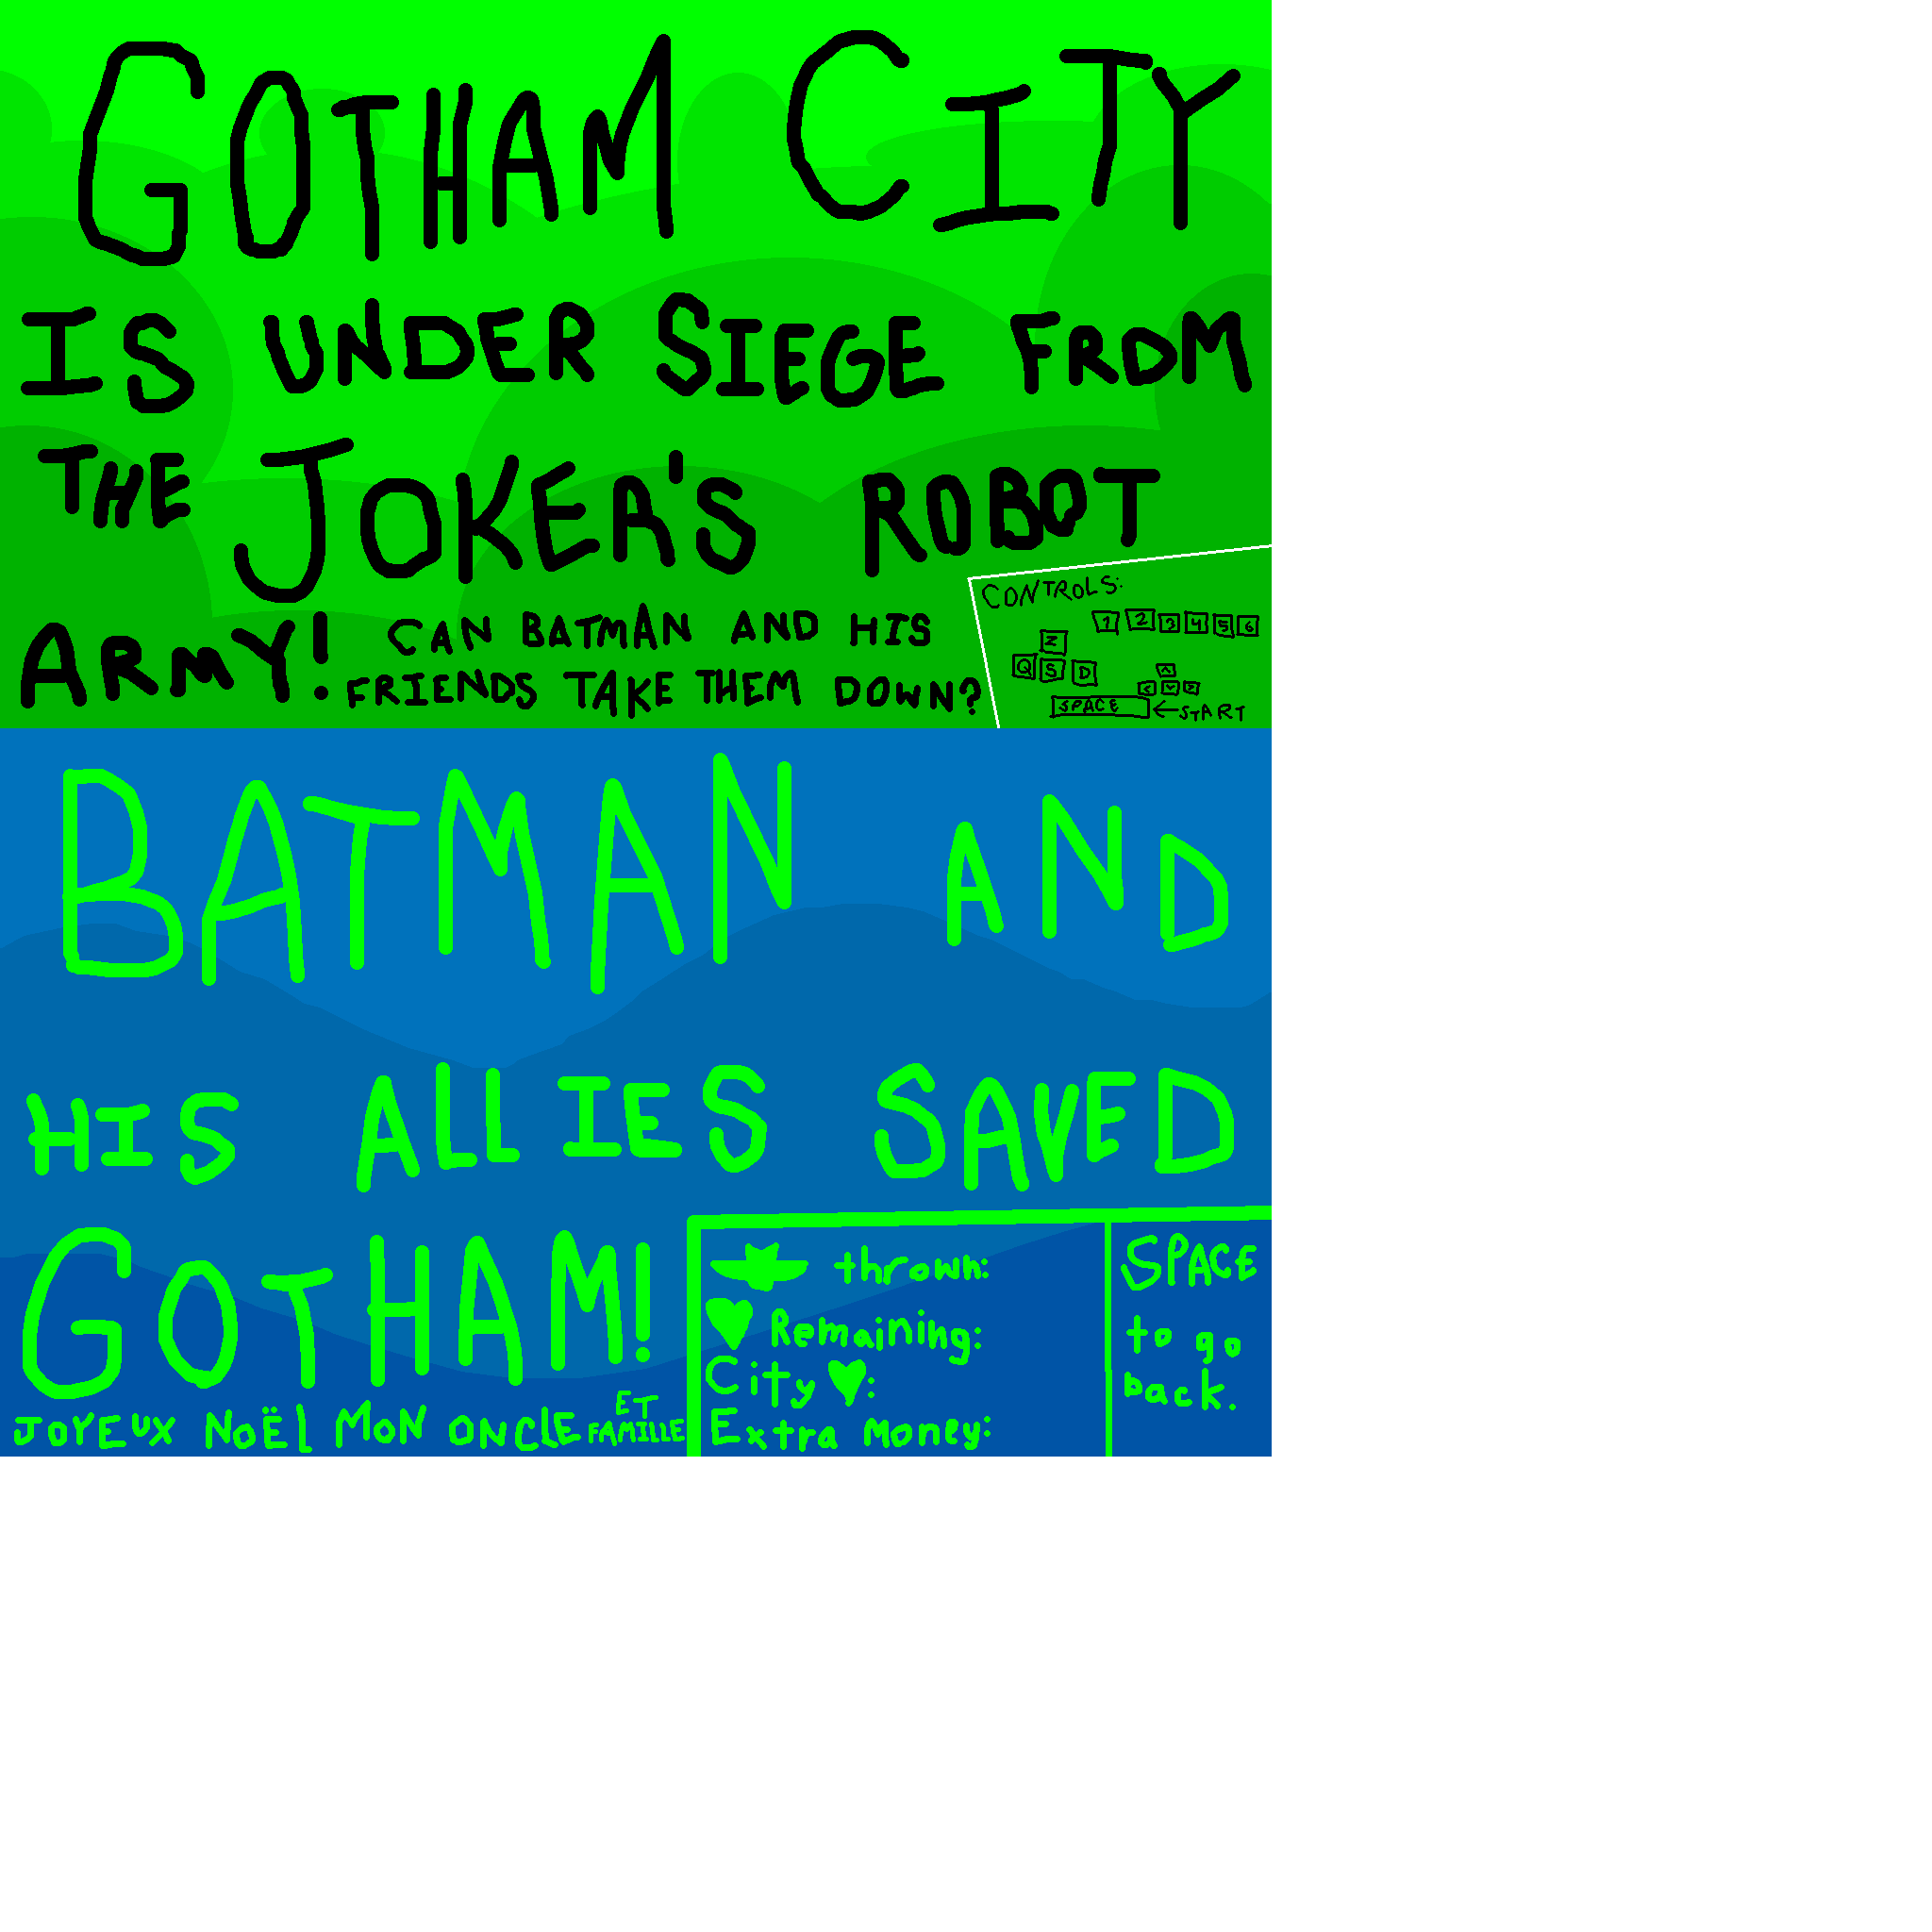 GOTHAM CITY
IS UNDER SIEGE FROM
THE JOKER'S ROBOT
ARMY! CAN BATMAN AND HIS
FRIENDS TAKE THEM DOWN?
CONTROLS:
1 2 3 4 5 6
Z
Q S D
^
< v >
SPACE ← START
BATMAN AND
HIS ALLIES SAVED
GOTHAM!
JOYEUX NOËL MON ONCLE ET FAMILLE
thrown:
Remaining:
City ♥:
Extra Money:
SPACE
to go
back.